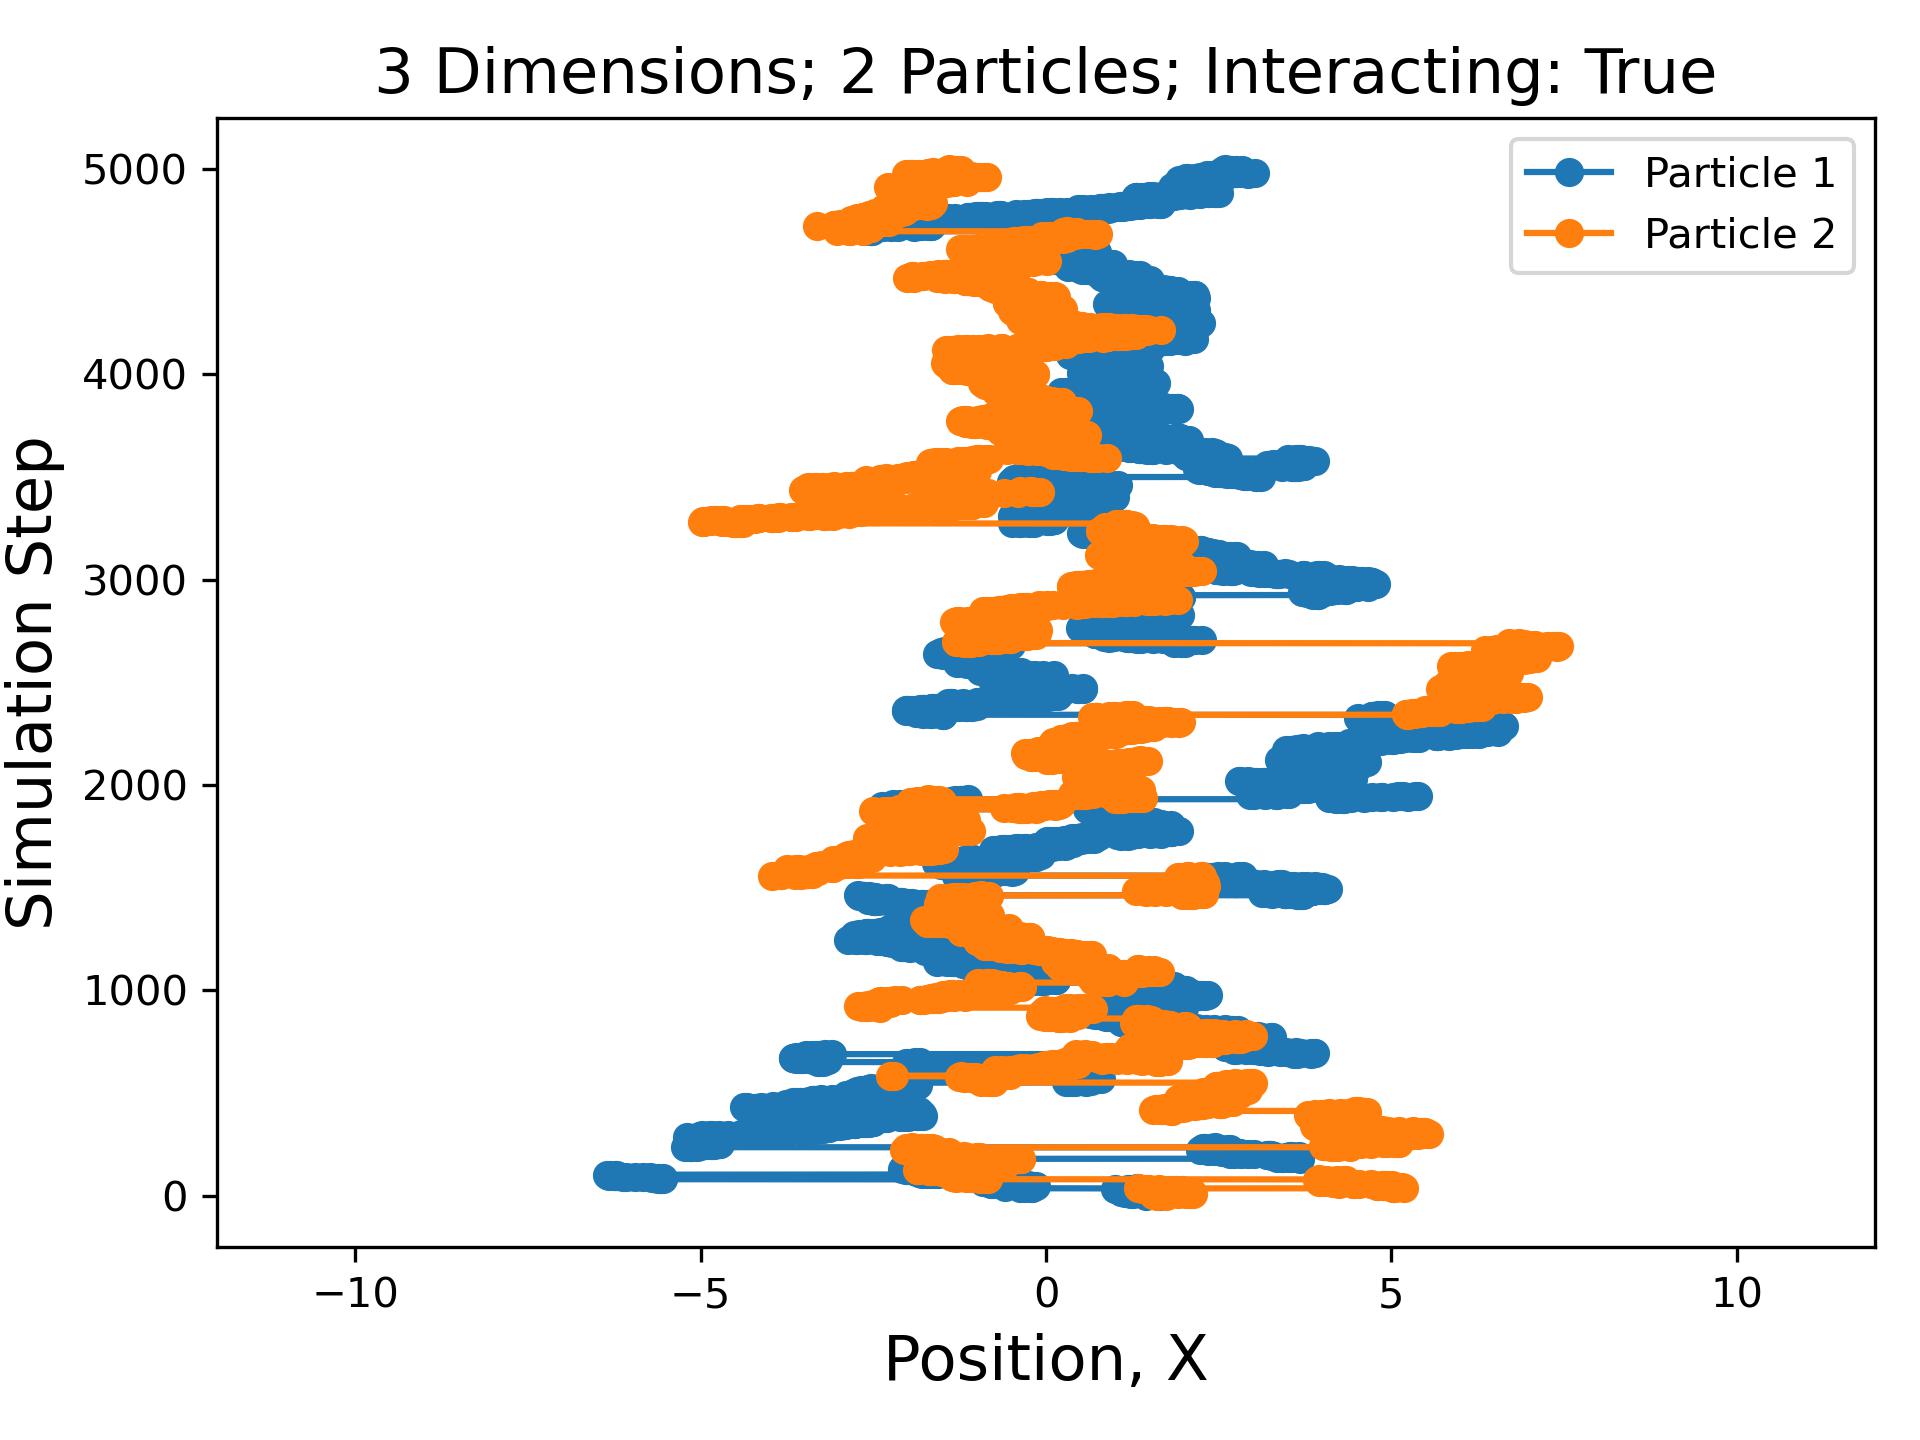 3 Dimensions; 2 Particles; Interacting: True
Particle 1
Particle 2
Simulation Step
5000
4000
3000
2000
1000
0
−10
−5
0
5
10
Position, X